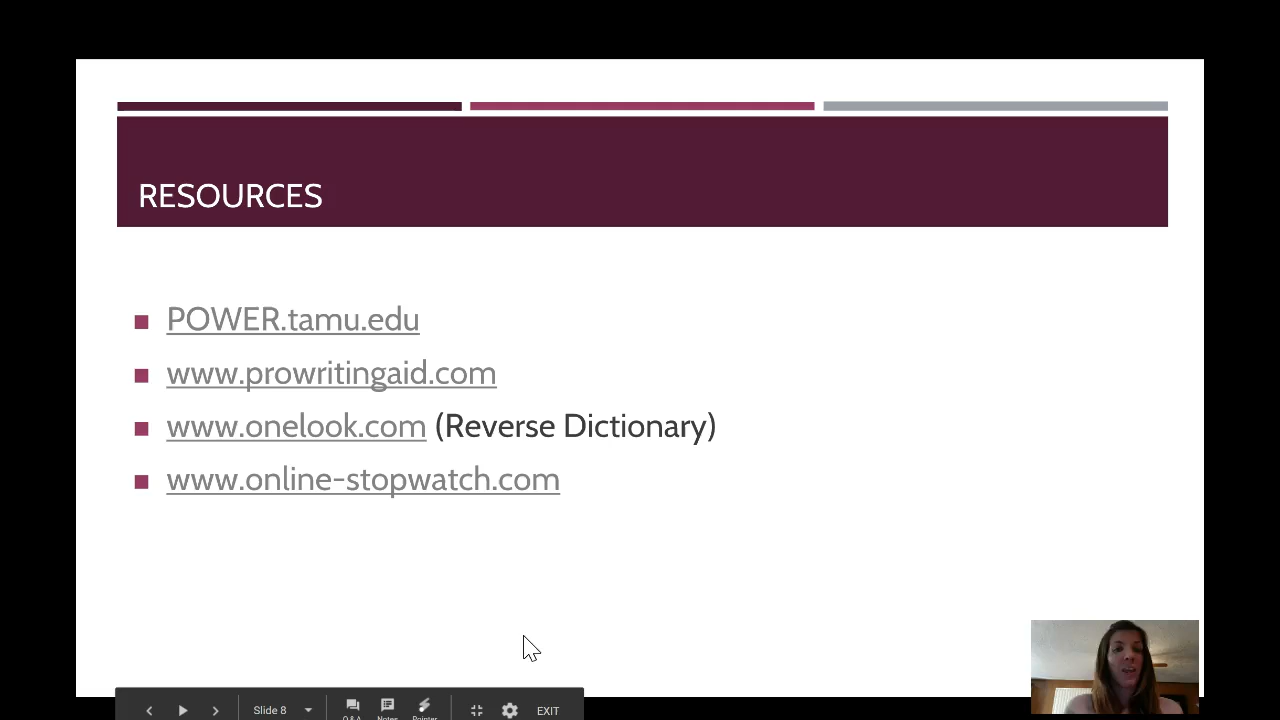 RESOURCES
POWER.tamu.edu
www.prowritingaid.com
www.onelook.com (Reverse Dictionary)
www.online-stopwatch.com
Slide 8
Q&A Notes Pointer
EXIT